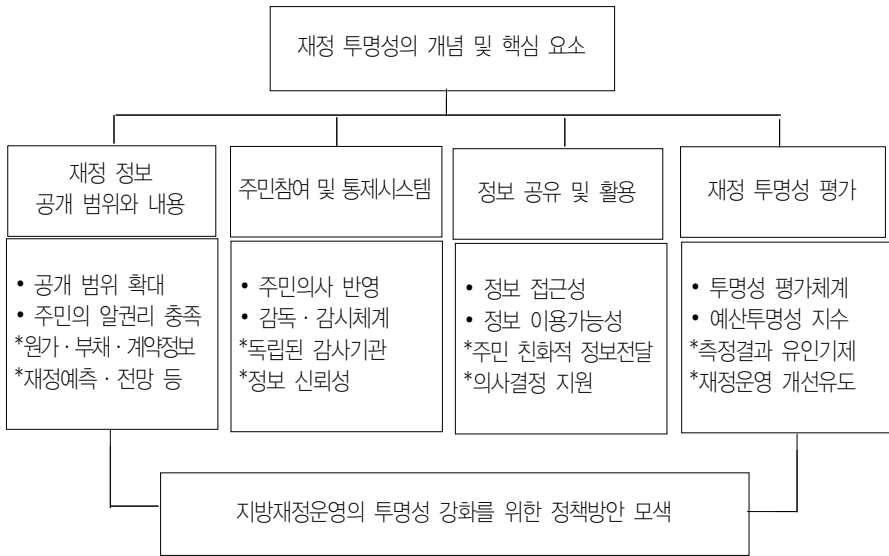 재정 투명성의 개념 및 핵심 요소
재정 정보
공개 범위와 내용
• 공개 범위 확대
• 주민의 알권리 충족
*원가·부채·계약정보
*재정예측·전망 등
주민참여 및 통제시스템
• 주민의사 반영
• 감독·감시체계
*독립된 감사기관
*정보 신뢰성
정보 공유 및 활용
• 정보 접근성
• 정보 이용가능성
*주민 친화적 정보전달
*의사결정 지원
재정 투명성 평가
• 투명성 평가체계
• 예산투명성 지수
*측정결과 유인기제
*재정운영 개선유도
지방재정운영의 투명성 강화를 위한 정책방안 모색